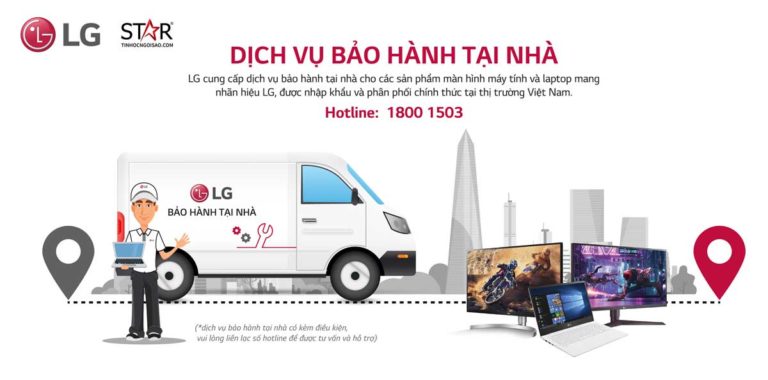 LG STAR
TINHOCNGOISAO.COM
DỊCH VỤ BẢO HÀNH TẠI NHÀ
LG cung cấp dịch vụ bảo hành tại nhà cho các sản phẩm màn hình máy tính và laptop mang
nhãn hiệu LG, được nhập khẩu và phân phối chính thức tại thị trường Việt Nam.
Hotline: 1800 1503
LG
BẢO HÀNH TẠI NHÀ
(*dịch vụ bảo hành tại nhà có kèm điều kiện,
vui lòng liên lạc số hotline để được tư vấn và hỗ trợ)